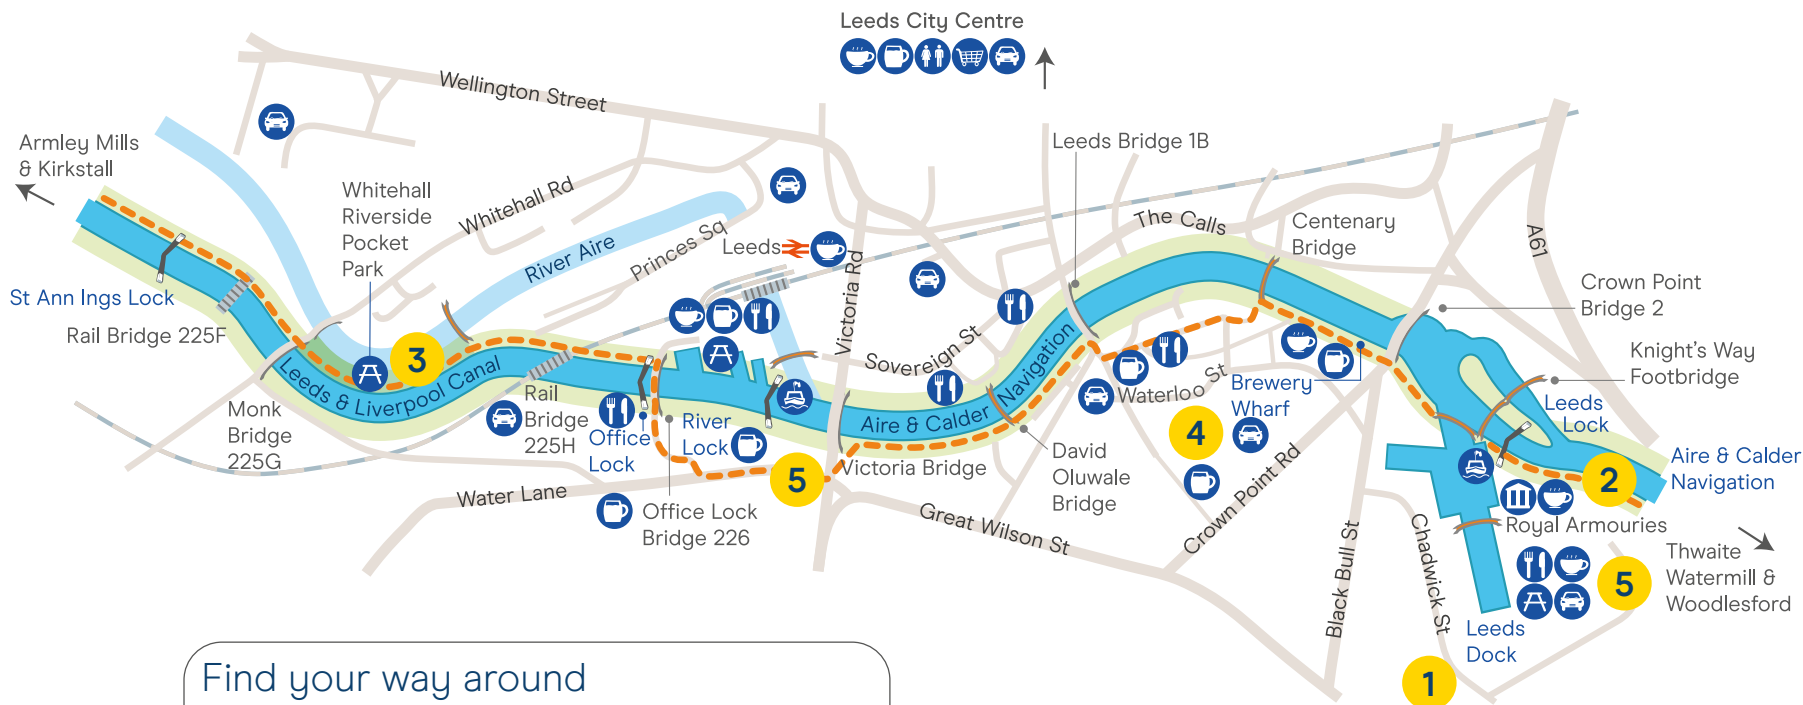 Leeds City Centre
Wellington Street
Armley Mills
& Kirkstall
Whitehall
Riverside
Pocket
Park
Whitehall Rd
River Aire
Princes Sq
Leeds
Victoria Rd
Leeds Bridge 1B
The Calls
Centenary
Bridge
A61
Crown Point
Bridge 2
Knight's Way
Footbridge
St Ann Ings Lock
Rail Bridge 225F
3
Leeds & Liverpool Canal
Monk
Bridge
225G
Rail
Bridge
225H
Office
Lock
River
Lock
Sovereign St
Aire & Calder
Navigation
Waterloo St
Brewery
Wharf
4
Leeds
Lock
Victoria Bridge
David
Oluwale
Bridge
Water Lane
5
Office Lock
Bridge 226
Great Wilson St
Crown Point Rd
Black Bull St
Chadwick St
2
Aire & Calder
Navigation
Royal Armouries
5
Thwaite
Watermill &
Woodlesford
Leeds
Dock
1
Find your way around